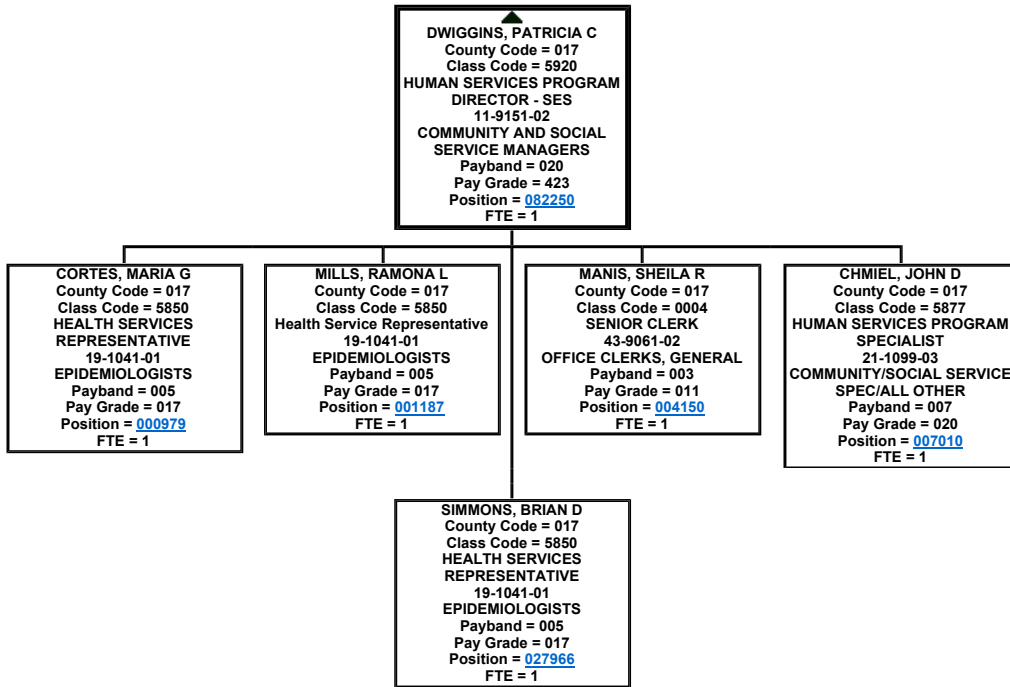 DWIGGINS, PATRICIA C
County Code = 017
Class Code = 5920
HUMAN SERVICES PROGRAM
DIRECTOR - SES
11-9151-02
COMMUNITY AND SOCIAL
SERVICE MANAGERS
Payband = 020
Pay Grade = 423
Position = 082250
FTE = 1
CORTES, MARIA G
County Code = 017
Class Code = 5850
HEALTH SERVICES
REPRESENTATIVE
19-1041-01
EPIDEMIOLOGISTS
Payband = 005
Pay Grade = 017
Position = 000979
FTE = 1
MILLS, RAMONA L
County Code = 017
Class Code = 5850
Health Service Representative
19-1041-01
EPIDEMIOLOGISTS
Payband = 005
Pay Grade = 017
Position = 001187
FTE = 1
MANIS, SHEILA R
County Code = 017
Class Code = 0004
SENIOR CLERK
43-9061-02
OFFICE CLERKS, GENERAL
Payband = 003
Pay Grade = 011
Position = 004150
FTE = 1
CHMIEL, JOHN D
County Code = 017
Class Code = 5877
HUMAN SERVICES PROGRAM
SPECIALIST
21-1099-03
COMMUNITY/SOCIAL SERVICE
SPEC/ALL OTHER
Payband = 007
Pay Grade = 020
Position = 007010
FTE = 1
SIMMONS, BRIAN D
County Code = 017
Class Code = 5850
HEALTH SERVICES
REPRESENTATIVE
19-1041-01
EPIDEMIOLOGISTS
Payband = 005
Pay Grade = 017
Position = 027966
FTE = 1